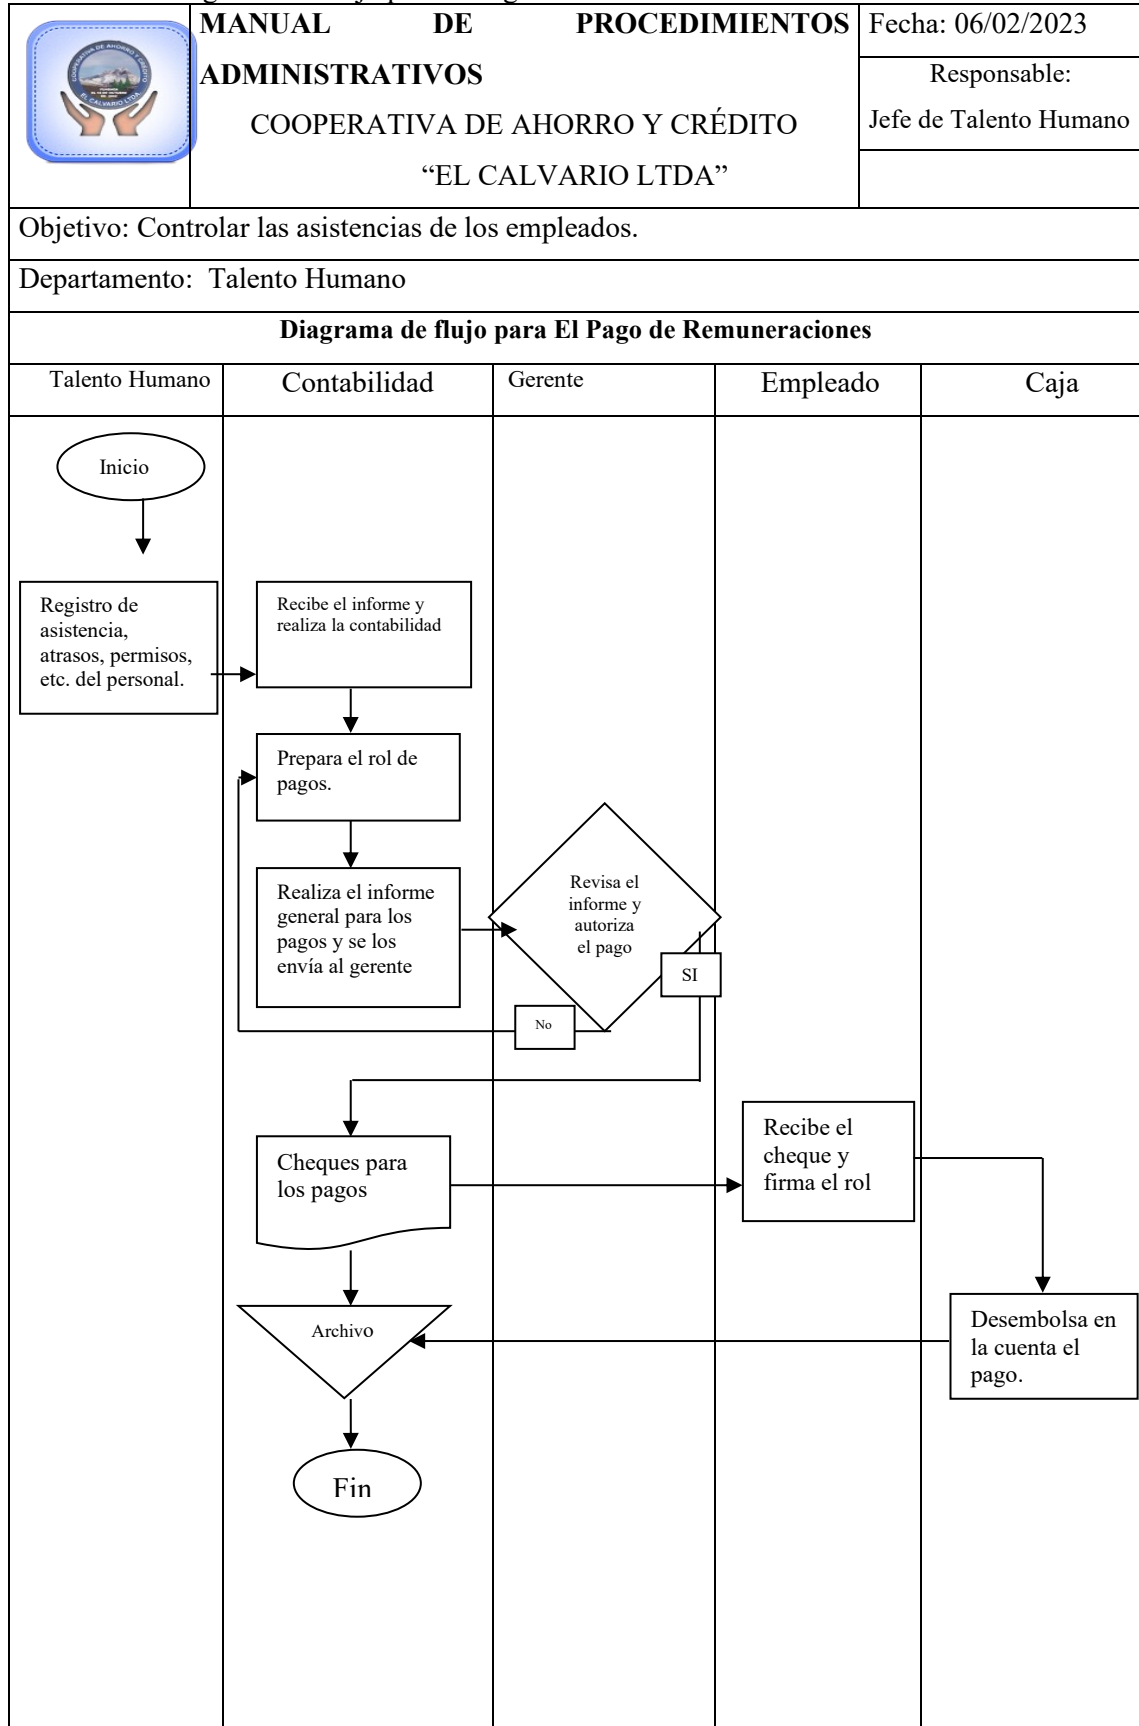 MANUAL DE PROCEDIMIENTOS
ADMINISTRATIVOS
COOPERATIVA DE AHORRO Y CRÉDITO
“EL CALVARIO LTDA”
Fecha: 06/02/2023
Responsable:
Jefe de Talento Humano
Objetivo: Controlar las asistencias de los empleados.
Departamento: Talento Humano
Diagrama de flujo para El Pago de Remuneraciones
Talento Humano
Contabilidad
Gerente
Empleado
Caja
Inicio
Registro de
asistencia,
atrasos, permisos,
etc. del personal.
Recibe el informe y
realiza la contabilidad
Prepara el rol de
pagos.
Realiza el informe
general para los
pagos y se los
envía al gerente
Revisa el
informe y
autoriza
el pago
SI
No
Cheques para
los pagos
Recibe el
cheque y
firma el rol
Desembolsa en
la cuenta el
pago.
Archivo
Fin